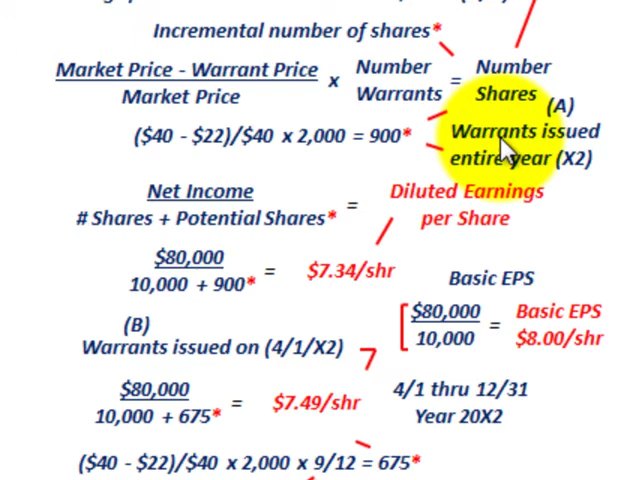 Incremental number of shares*
Market Price - Warrant Price x Number = Number
Market Price Warrants Shares (A)
($40 - $22)/$40 x 2,000 = 900* Warrants issued
entire year (X2)
Net Income = Diluted Earnings
# Shares + Potential Shares* per Share
$80,000 = $7.34/shr
10,000 + 900*
Basic EPS
$80,000 = Basic EPS
10,000 $8.00/shr
(B)
Warrants issued on (4/1/X2)
$80,000 = $7.49/shr 4/1 thru 12/31
10,000 + 675* Year 20X2
($40 - $22)/$40 x 2,000 x 9/12 = 675*